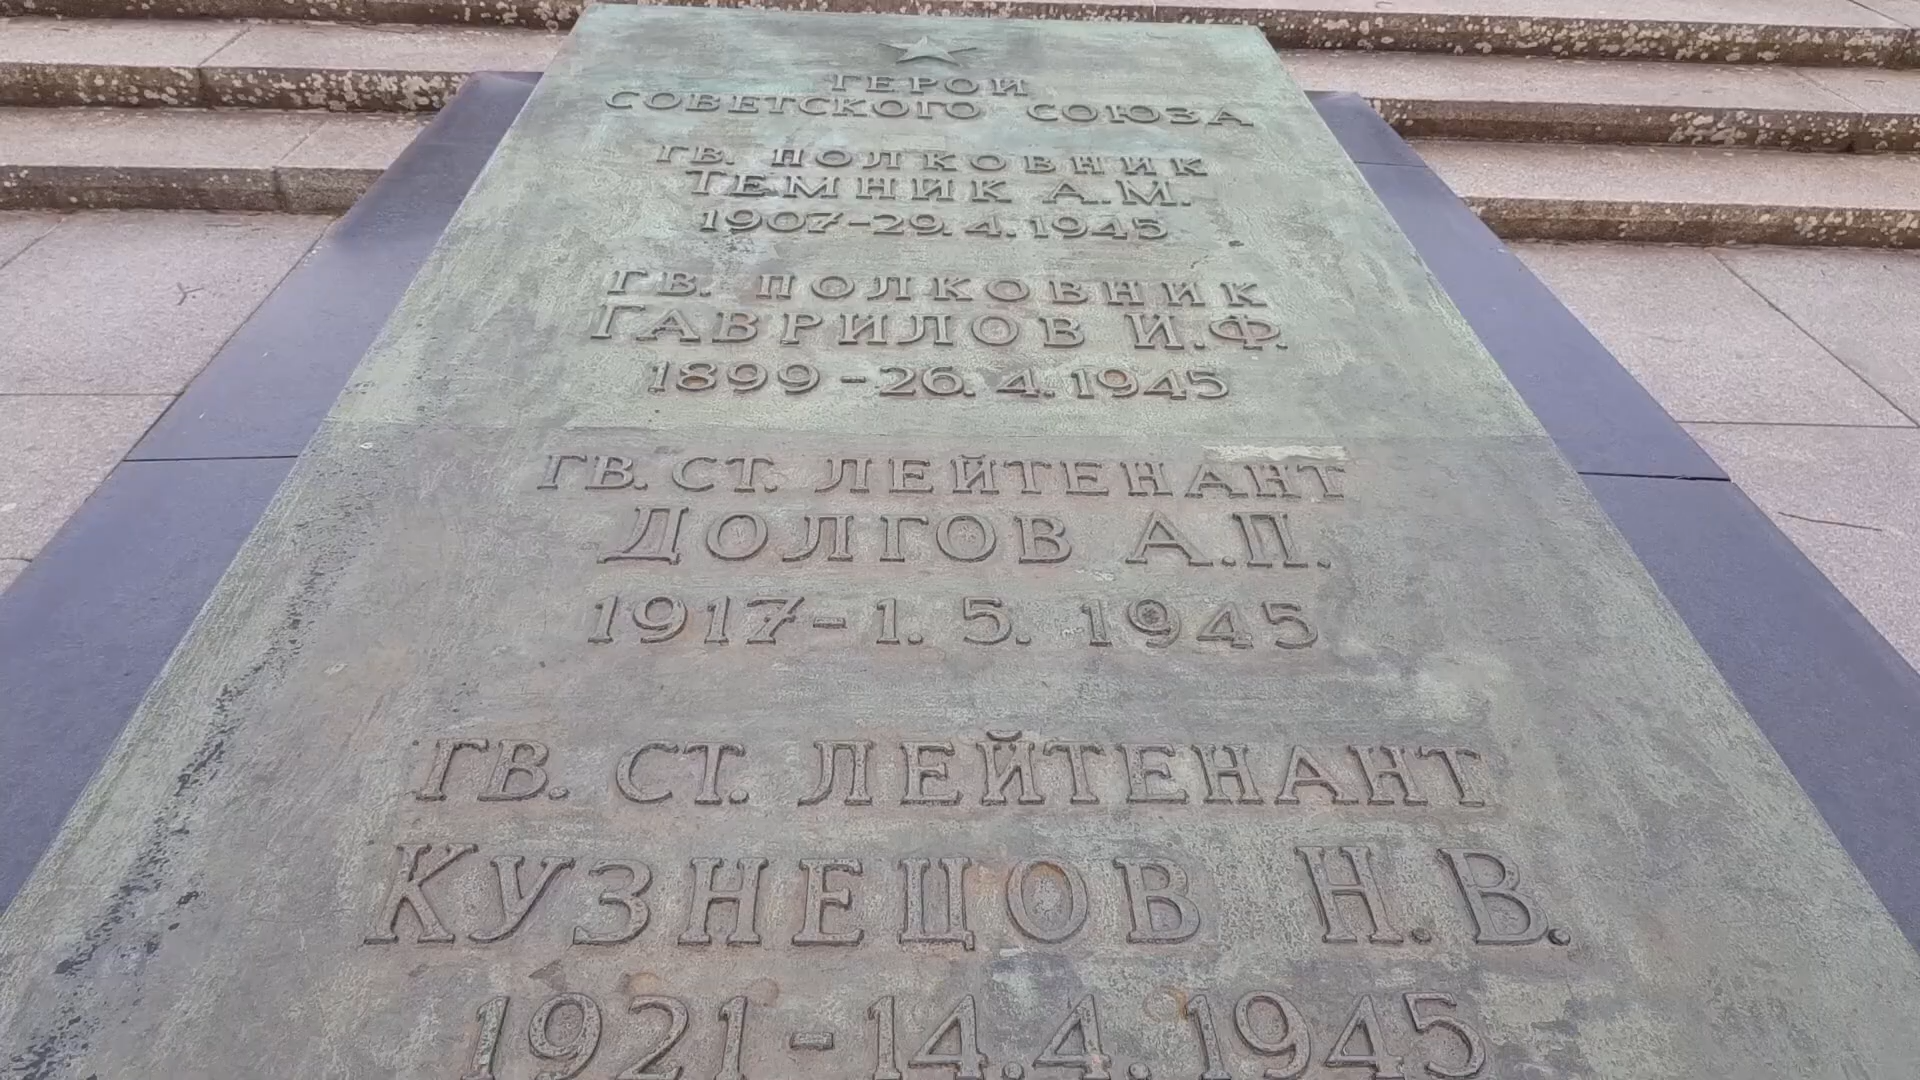 ГЕРОИ
СОВЕТСКОГО СОЮЗА
ГВ. ПОЛКОВНИК
ТЕМНИК А.М.
1907-29.4.1945
ГВ. ПОЛКОВНИК
ГАВРИЛОВ И.Ф.
1899-26.4.1945
ГВ. СТ. ЛЕЙТЕНАНТ
ДОЛГОВ А.П.
1917-1.5.1945
ГВ. СТ. ЛЕЙТЕНАНТ
КУЗНЕЦОВ Н.В.
1921-14.4.1945